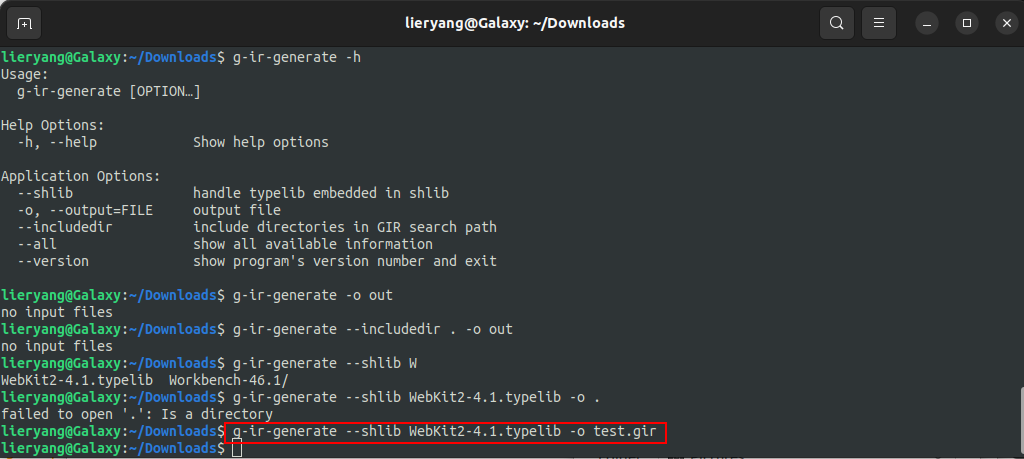 lieryang@Galaxy: ~/Downloads
lieryang@Galaxy:~/Downloads$ g-ir-generate -h
Usage:
  g-ir-generate [OPTION…]

Help Options:
  -h, --help            Show help options

Application Options:
  --shlib               handle typelib embedded in shlib
  -o, --output=FILE     output file
  --includedir          include directories in GIR search path
  --all                 show all available information
  --version             show program's version number and exit

lieryang@Galaxy:~/Downloads$ g-ir-generate -o out
no input files
lieryang@Galaxy:~/Downloads$ g-ir-generate --includedir . -o out
no input files
lieryang@Galaxy:~/Downloads$ g-ir-generate --shlib W
WebKit2-4.1.typelib  Workbench-46.1/
lieryang@Galaxy:~/Downloads$ g-ir-generate --shlib WebKit2-4.1.typelib -o .
failed to open '.': Is a directory
lieryang@Galaxy:~/Downloads$ g-ir-generate --shlib WebKit2-4.1.typelib -o test.gir
lieryang@Galaxy:~/Downloads$